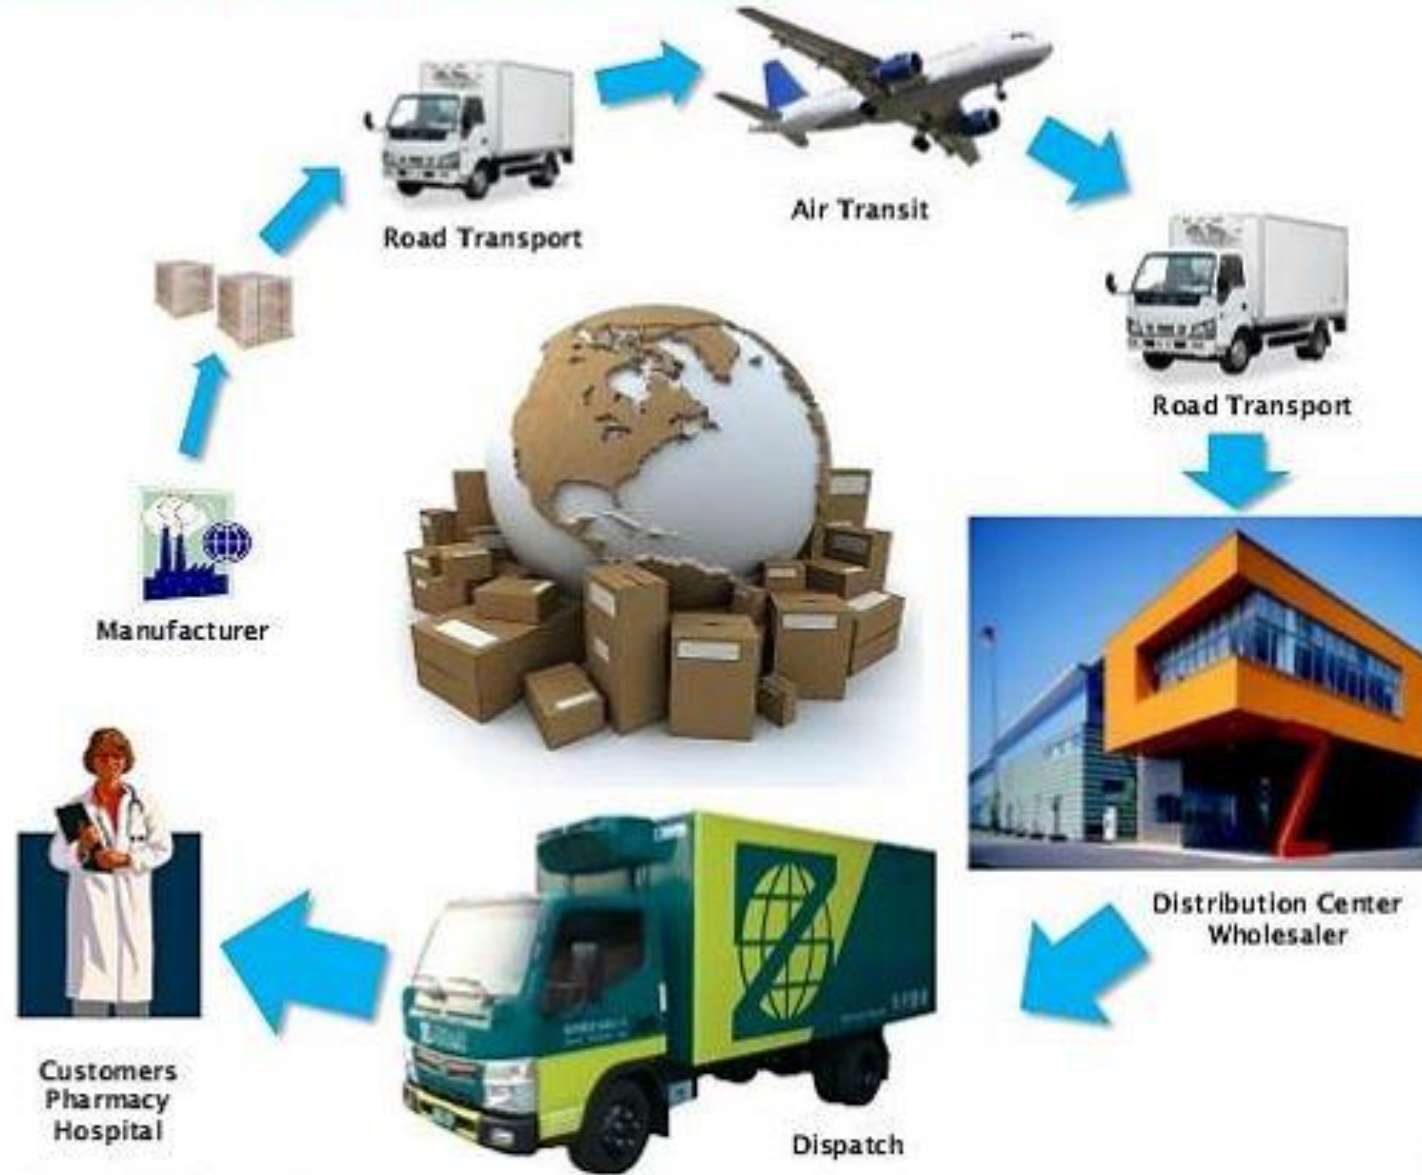 Road Transport
Air Transit
Road Transport
Manufacturer
Distribution Center
Wholesaler
Customers
Pharmacy
Hospital
Dispatch